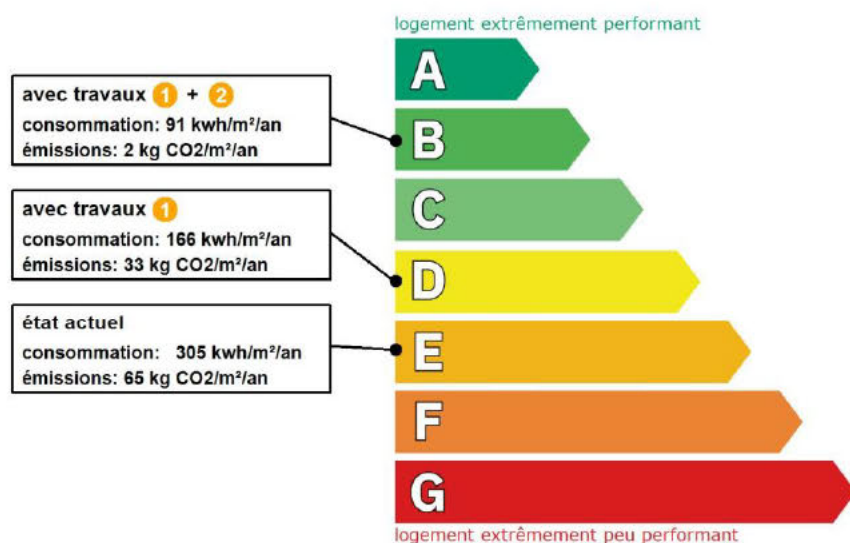 logement extrêmement performant
A
avec travaux 1 + 2
consommation: 91 kwh/m²/an
émissions: 2 kg CO2/m²/an
B
C
avec travaux 1
consommation: 166 kwh/m²/an
émissions: 33 kg CO2/m²/an
D
état actuel
consommation: 305 kwh/m²/an
émissions: 65 kg CO2/m²/an
E
F
G
logement extrêmement peu performant